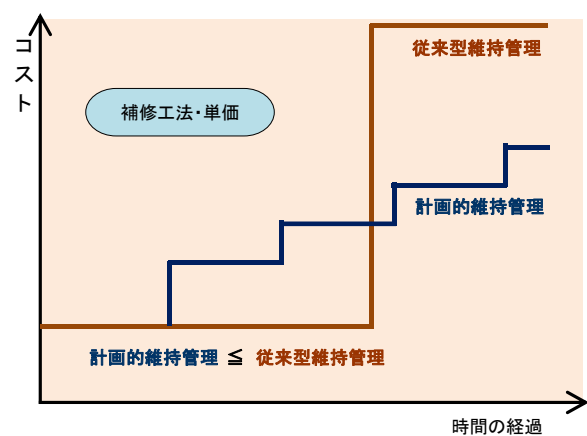 コスト
従来型維持管理
補修工法・単価
計画的維持管理
計画的維持管理 ≦ 従来型維持管理
時間の経過